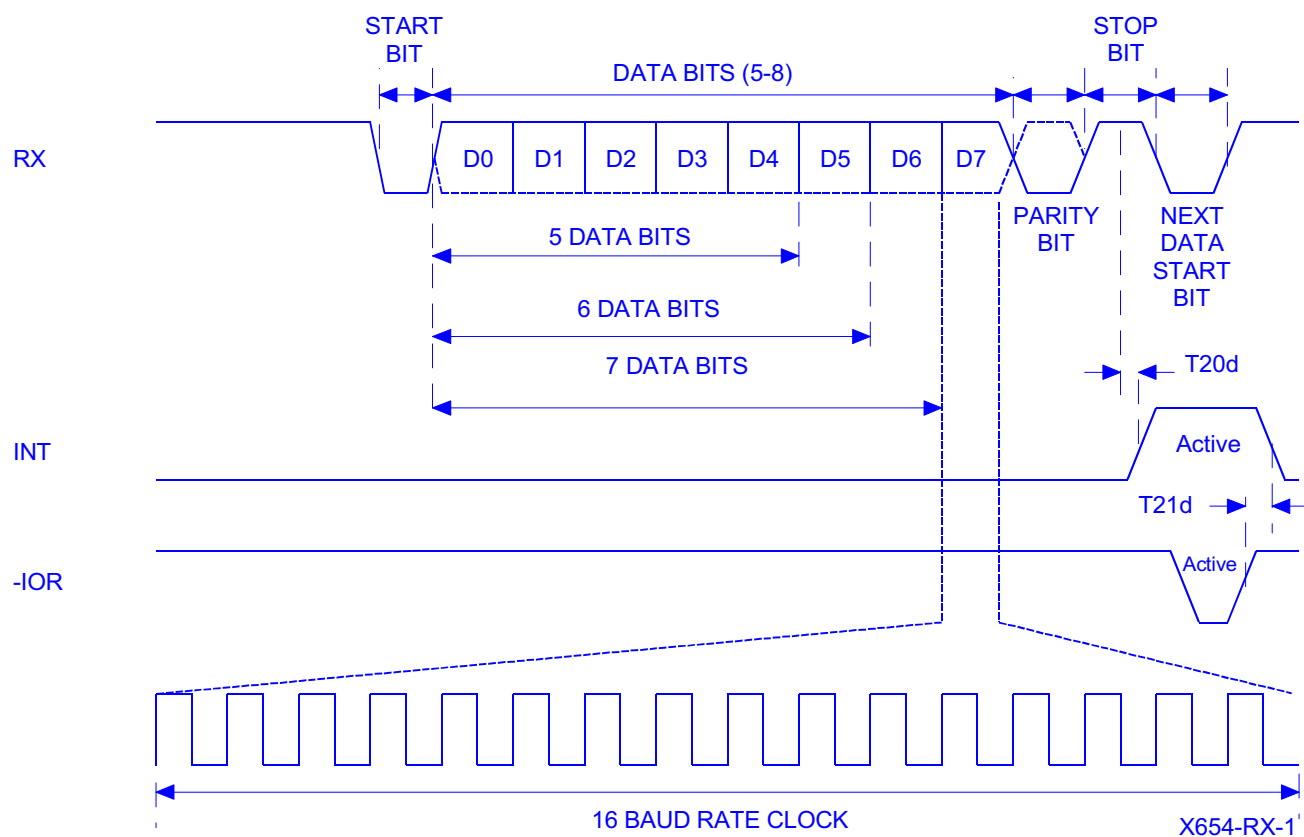 START
BIT
DATA BITS (5-8)
STOP
BIT
RX
D0 D1 D2 D3 D4 D5 D6 D7
PARITY
BIT
NEXT
DATA
START
BIT
5 DATA BITS
6 DATA BITS
7 DATA BITS
T20d
INT
Active
T21d
-IOR
Active
16 BAUD RATE CLOCK
X654-RX-1